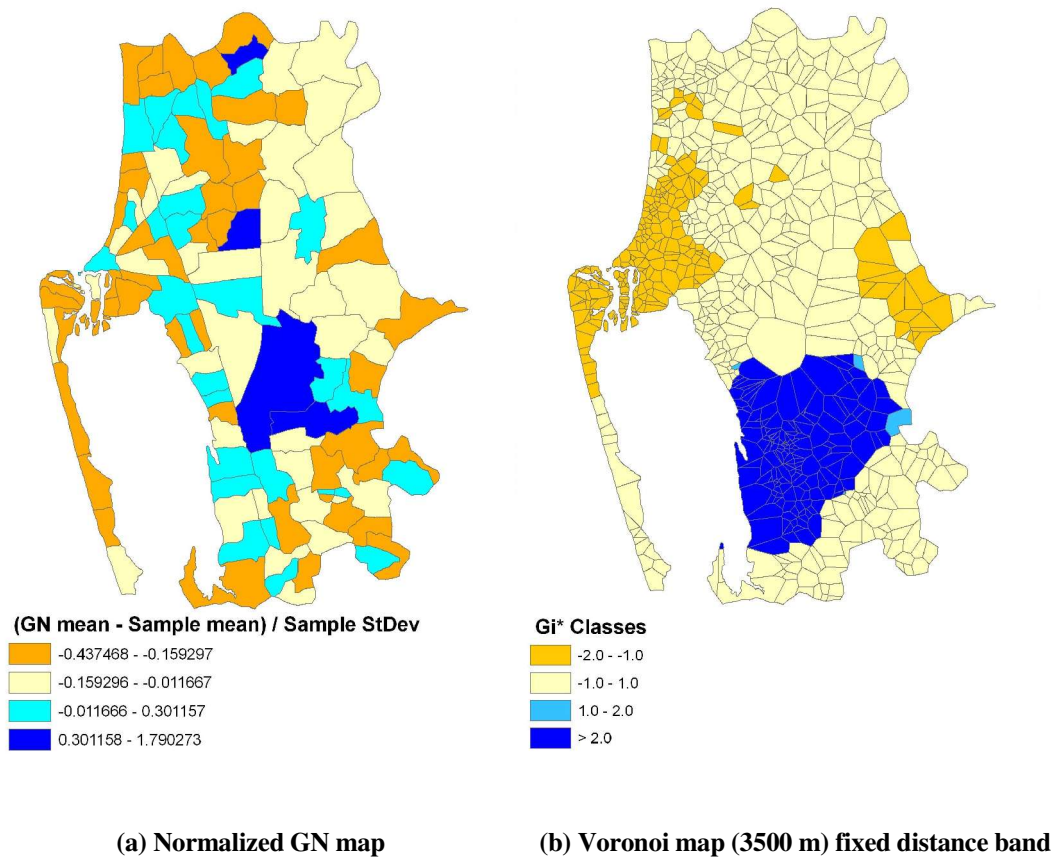 (GN mean - Sample mean) / Sample StDev
-0.437468 - -0.159297
-0.159296 - -0.011667
-0.011666 - 0.301157
0.301158 - 1.790273
Gi* Classes
-2.0 - -1.0
-1.0 - 1.0
1.0 - 2.0
> 2.0
(a) Normalized GN map
(b) Voronoi map (3500 m) fixed distance band